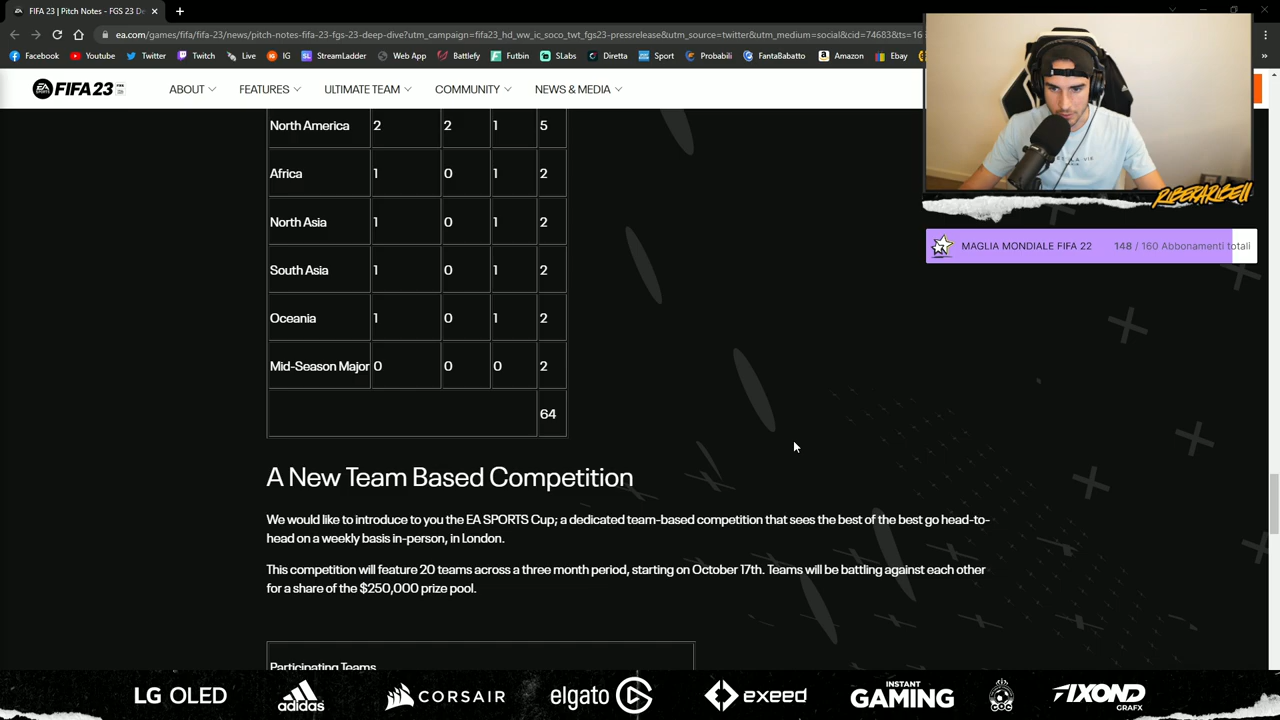 FIFA 23 | Pitch Notes - FGS 23 De
ea.com/games/fifa/fifa-23/news/pitch-notes-fifa-fgs-2-deep-dive?utm_campaign=fifa23_hd_ww_ic_soco_twt_fgs23-pressrelease&utm_source=twitter&utm_medium=social&cid=74683&ts=16
Facebook Youtube Twitter Twitch Live IG StreamLadder Web App Battlefy Futbin SLabs Diretta Sport Probabili FantaBabatto Amazon Ebay
EA SPORTS FIFA 23 ABOUT FEATURES ULTIMATE TEAM COMMUNITY NEWS & MEDIA
North America 2 2 1 5
Africa 1 0 1 2
North Asia 1 0 1 2
South Asia 1 0 1 2
Oceania 1 0 1 2
Mid-Season Major 0 0 0 2
64
RIBERARIBELL
MAGLIA MONDIALE FIFA 22 148 / 160 Abbonamenti totali
A New Team Based Competition
We would like to introduce to you the EA SPORTS Cup; a dedicated team-based competition that sees the best of the best go head-to-
head on a weekly basis in-person, in London.
This competition will feature 20 teams across a three month period, starting on October 17th. Teams will be battling against each other
for a share of the $250,000 prize pool.
Participating Teams
LG OLED adidas CORSAIR elgato exeed INSTANT GAMING FIXOND GRAFX